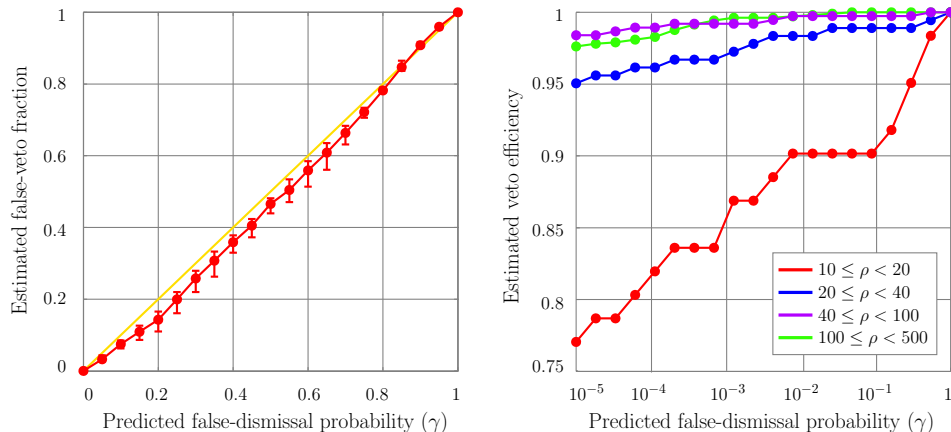 Estimated false-veto fraction
1
0.8
0.6
0.4
0.2
0
0 0.2 0.4 0.6 0.8 1
Predicted false-dismissal probability (γ)
Estimated veto efficiency
1
0.95
0.9
0.85
0.8
0.75
10⁻⁵ 10⁻⁴ 10⁻³ 10⁻² 10⁻¹ 1
Predicted false-dismissal probability (γ)
10 ≤ ρ < 20
20 ≤ ρ < 40
40 ≤ ρ < 100
100 ≤ ρ < 500